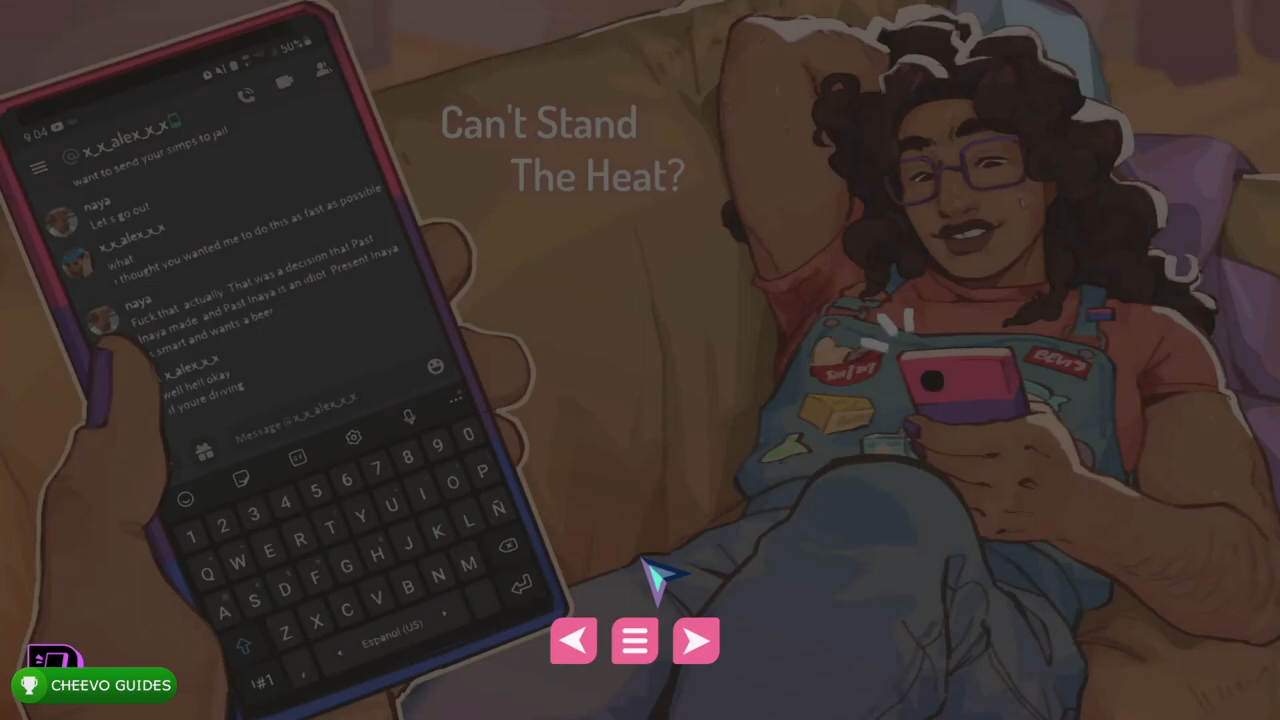 9:04
50%
@ x_x_alex_x_x
want to send your simps to jail
naya
Let's go out
x_x_alex_x_x
what
i thought you wanted me to do this as fast as possible
naya
Fuck that actually That was a decision that Past
Inaya made and Past Inaya is an idiot Present Inaya
s smart and wants a beer
_alex_x_x
well hell okay
if youre driving
Message @x_x_alex_x_x
1 2 3 4 5 6 7 8 9 0
Q W E R T Y U I O P
A S D F G H J K L Ñ
Z X C V B N M
!#1 , Espanol (US) .
Can't Stand
The Heat?
BEVI'S
CHEEVO GUIDES